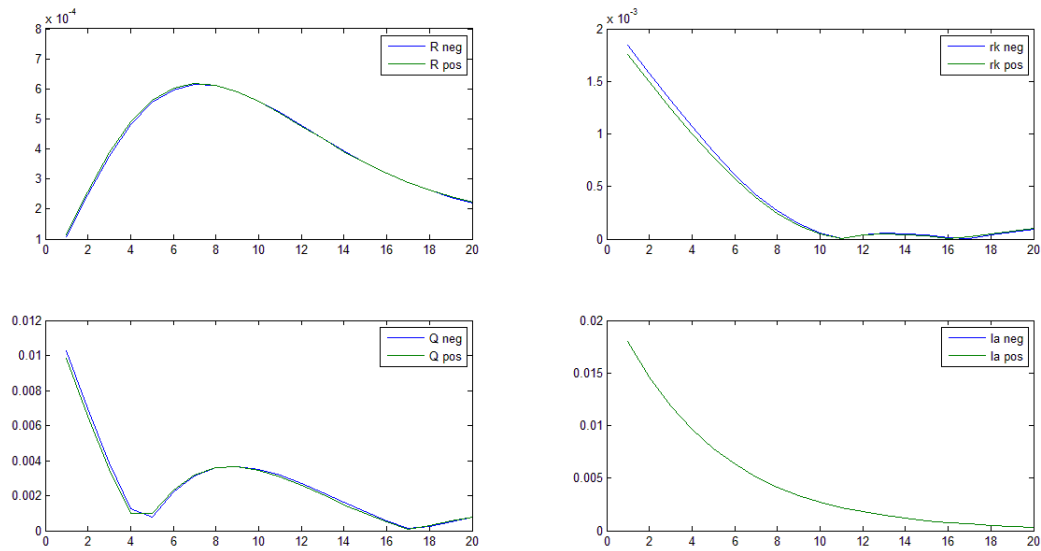 x 10⁻⁴
8
7
6
5
4
3
2
1
0 2 4 6 8 10 12 14 16 18 20
R neg
R pos
x 10⁻³
2
1.5
1
0.5
0
0 2 4 6 8 10 12 14 16 18 20
rk neg
rk pos
0.012
0.01
0.008
0.006
0.004
0.002
0
0 2 4 6 8 10 12 14 16 18 20
Q neg
Q pos
0.02
0.015
0.01
0.005
0
0 2 4 6 8 10 12 14 16 18 20
la neg
la pos